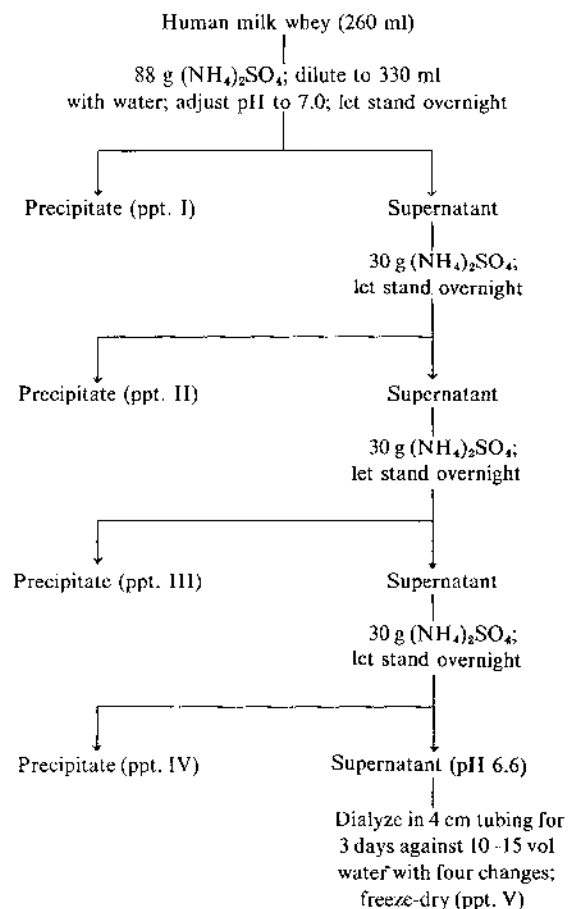 Human milk whey (260 ml)
88 g (NH₄)₂SO₄; dilute to 330 ml
with water; adjust pH to 7.0; let stand overnight
Precipitate (ppt. I)
Supernatant
30 g (NH₄)₂SO₄;
let stand overnight
Precipitate (ppt. II)
Supernatant
30 g (NH₄)₂SO₄;
let stand overnight
Precipitate (ppt. III)
Supernatant
30 g (NH₄)₂SO₄;
let stand overnight
Precipitate (ppt. IV)
Supernatant (pH 6.6)
Dialyze in 4 cm tubing for
3 days against 10-15 vol
water with four changes;
freeze-dry (ppt. V)